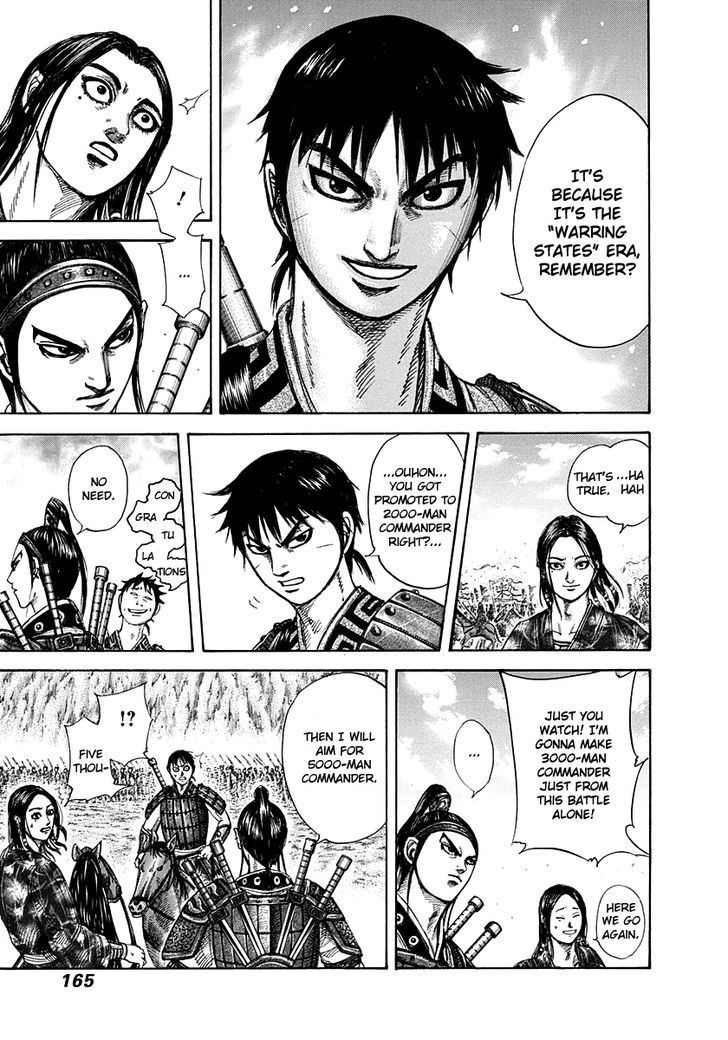 IT'S
BECAUSE
IT'S THE
"WARRING
STATES" ERA,
REMEMBER?
!
...
...HA
HAH
THAT'S
TRUE.
...OUHON,
YOU GOT
PROMOTED TO
2000-MAN
COMMANDER
RIGHT?...
CON
GRA
TU
LA
TIONS
NO
NEED.
JUST YOU
WATCH! I'M
GONNA MAKE
3000-MAN
COMMANDER
JUST FROM
THIS BATTLE
ALONE!
...
HERE
WE GO
AGAIN.
THEN I WILL
AIM FOR
5000-MAN
COMMANDER.
!?
FIVE
THOU-
165